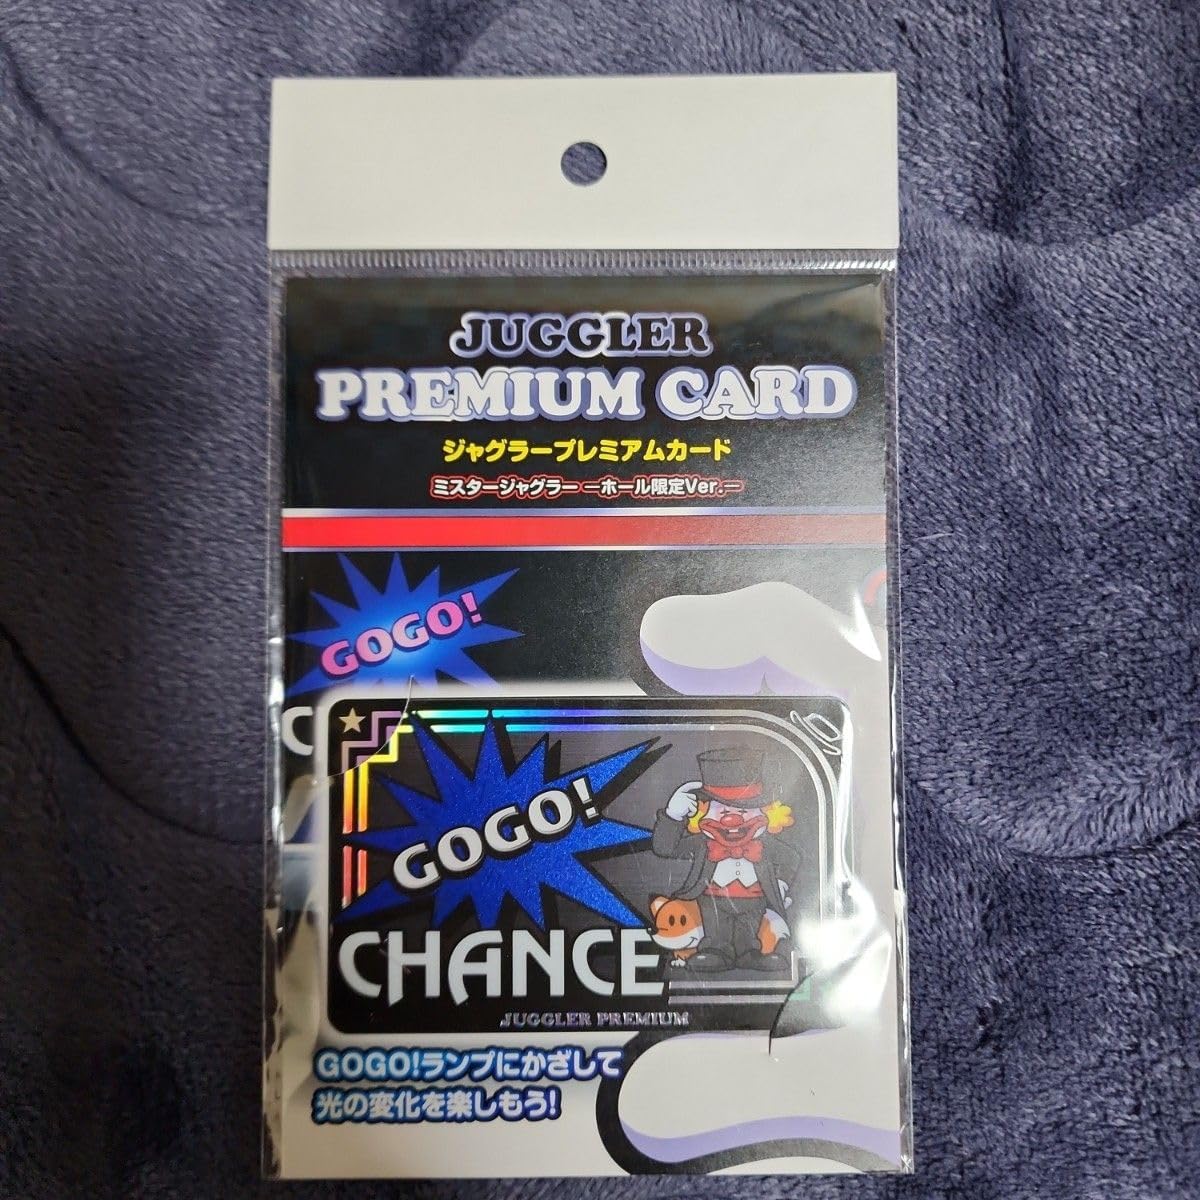 JUGGLER
PREMIUM CARD
ジャグラープレミアムカード
ミスタージャグラー ―ホール限定Ver.―
GOGO!
C
GOGO!
CHANCE
JUGGLER PREMIUM
GOGO!ランプにかざして
光の変化を楽しもう!